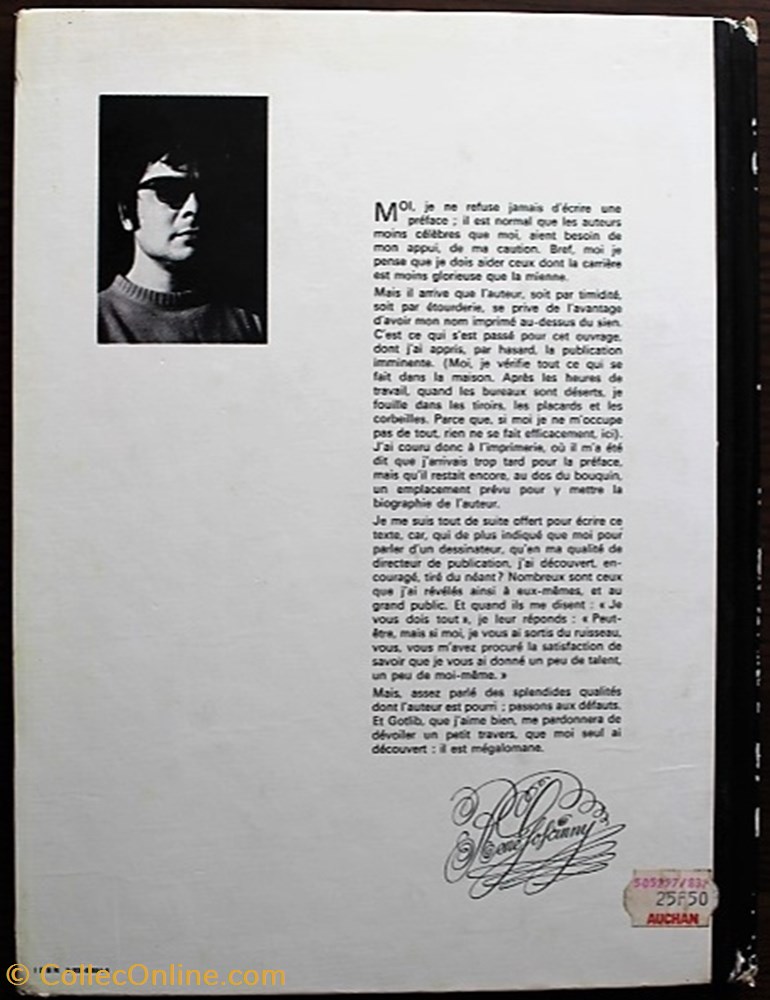 MOI, je ne refuse jamais d'écrire une
préface ; il est normal que les auteurs
moins célèbres que moi, aient besoin de
mon appui, de ma caution. Bref, moi je
pense que je dois aider ceux dont la carrière
est moins glorieuse que la mienne.
Mais il arrive que l'auteur, soit par timidité,
soit par étourderie, se prive de l'avantage
d'avoir mon nom imprimé au-dessus du sien.
C'est ce qui s'est passé pour cet ouvrage,
dont j'ai appris, par hasard, la publication
imminente. (Moi, je vérifie tout ce qui se
fait dans la maison. Après les heures de
travail, quand les bureaux sont déserts, je
fouille dans les tiroirs, les placards et les
corbeilles. Parce que, si moi je ne m'occupe
pas de tout, rien ne se fait efficacement, ici).
J'ai couru donc à l'imprimerie, où il m'a été
dit que j'arrivais trop tard pour la préface,
mais qu'il restait encore, au dos du bouquin,
un emplacement prévu pour y mettre la
biographie de l'auteur.
Je me suis tout de suite offert pour écrire ce
texte, car, qui de plus indiqué que moi pour
parler d'un dessinateur, qu'en ma qualité de
directeur de publication, j'ai découvert, en-
couragé, tiré du néant ? Nombreux sont ceux
que j'ai révélés ainsi à eux-mêmes, et au
grand public. Et quand ils me disent : « Je
vous dois tout », je leur réponds : « Peut-
être, mais si moi, je vous ai sortis du ruisseau,
vous, vous m'avez procuré la satisfaction de
savoir que je vous ai donné un peu de talent,
un peu de moi-même. »
Mais, assez parlé des splendides qualités
dont l'auteur est pourri ; passons aux défauts.
Et Gotlib, que j'aime bien, me pardonnera de
dévoiler un petit travers, que moi seul ai
découvert : il est mégalomane.
René Goscinny
25F50
AUCHAN
© CollecOnline.com